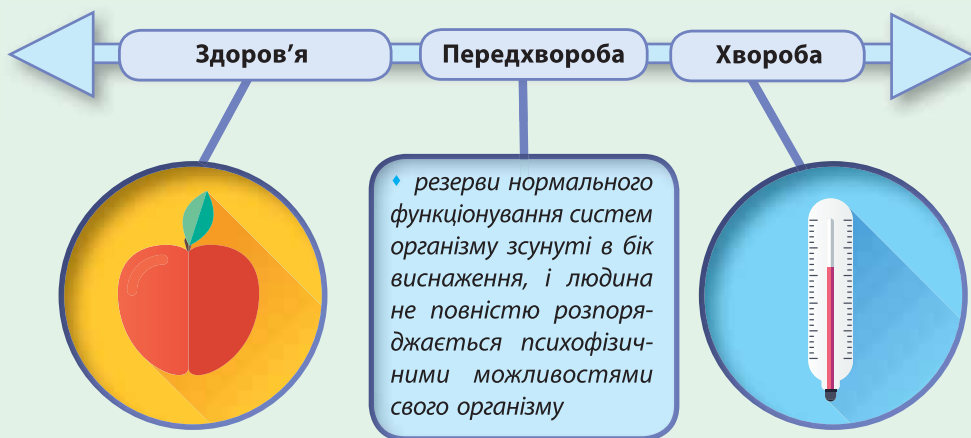 Здоров’я
Передхвороба
Хвороба
♦ резерви нормального
функціонування систем
організму зсунуті в бік
виснаження, і людина
не повністю розпоря-
джається психофізич-
ними можливостями
свого організму